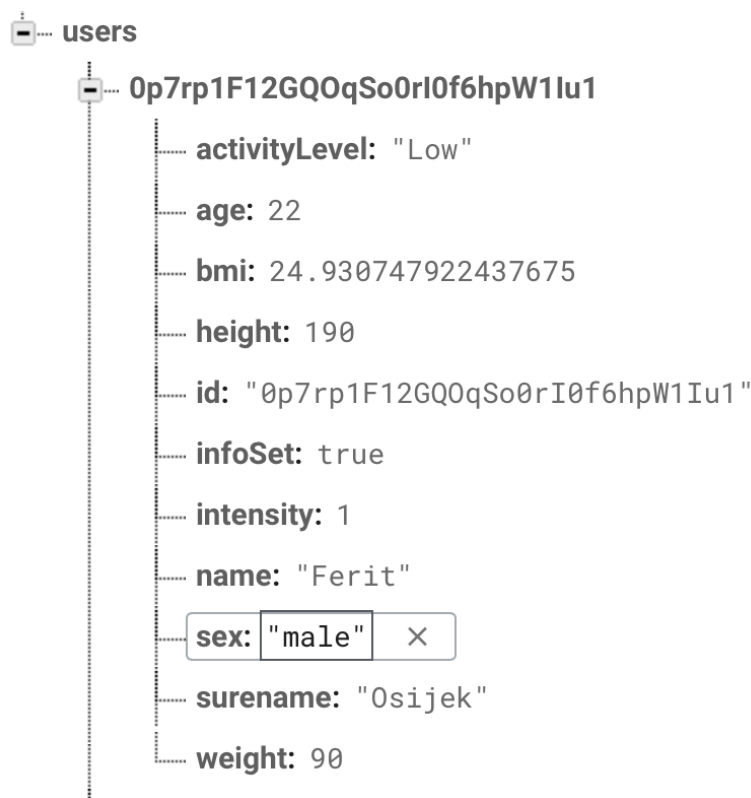 users
0p7rp1F12GQOqSo0rI0f6hpW1Iu1
activityLevel: "Low"
age: 22
bmi: 24.930747922437675
height: 190
id: "0p7rp1F12GQOqSo0rI0f6hpW1Iu1"
infoSet: true
intensity: 1
name: "Ferit"
sex: "male" ×
surename: "Osijek"
weight: 90